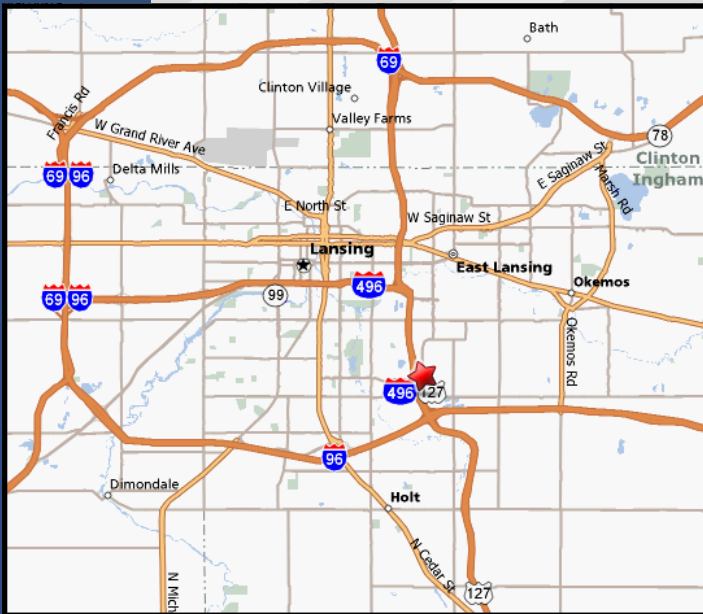 Bath
69
Clinton Village
Francis Rd
Valley Farms
W Grand River Ave
78
E Saginaw St
Clinton
Ingham
69 96
Delta Mills
Marsh Rd
E North St
W Saginaw St
Lansing
East Lansing
Okemos
69 96
99
496
Okemos Rd
496
127
96
Dimondale
Holt
N Cedar St
N Mich
127